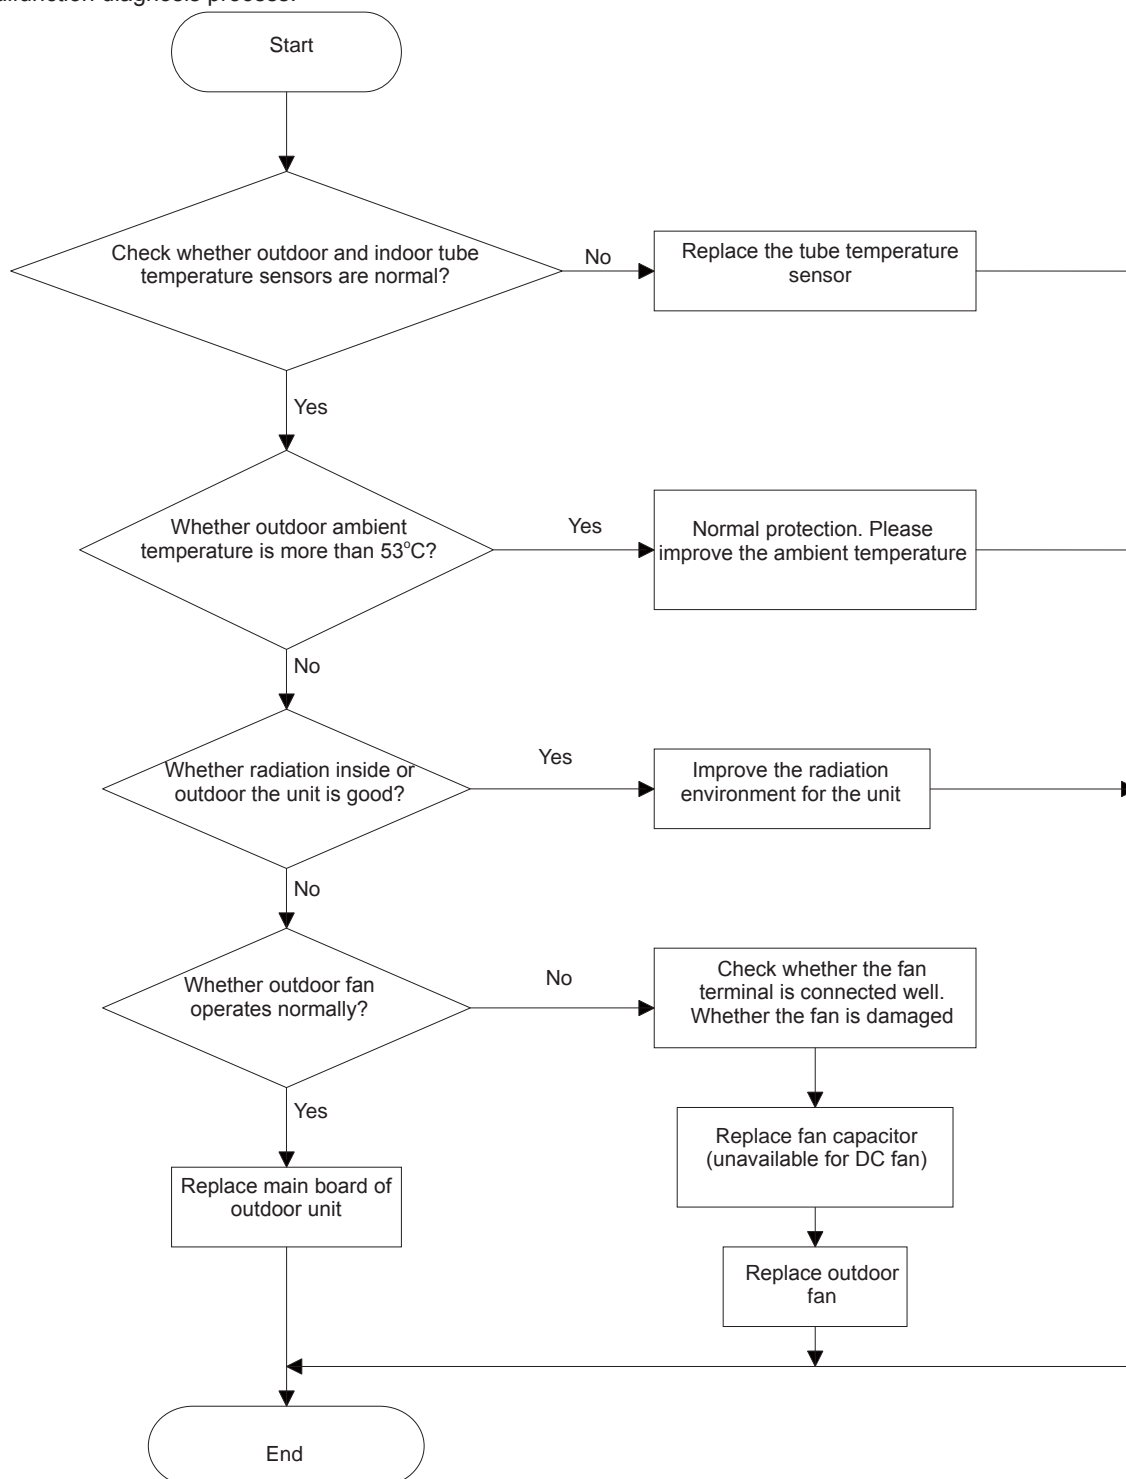 Start
Check whether outdoor and indoor tube
temperature sensors are normal?
No
Replace the tube temperature
sensor
Yes
Whether outdoor ambient
temperature is more than 53°C?
Yes
Normal protection. Please
improve the ambient temperature
No
Whether radiation inside or
outdoor the unit is good?
Yes
Improve the radiation
environment for the unit
No
Whether outdoor fan
operates normally?
No
Check whether the fan
terminal is connected well.
Whether the fan is damaged
Yes
Replace fan capacitor
(unavailable for DC fan)
Replace main board of
outdoor unit
Replace outdoor
fan
End